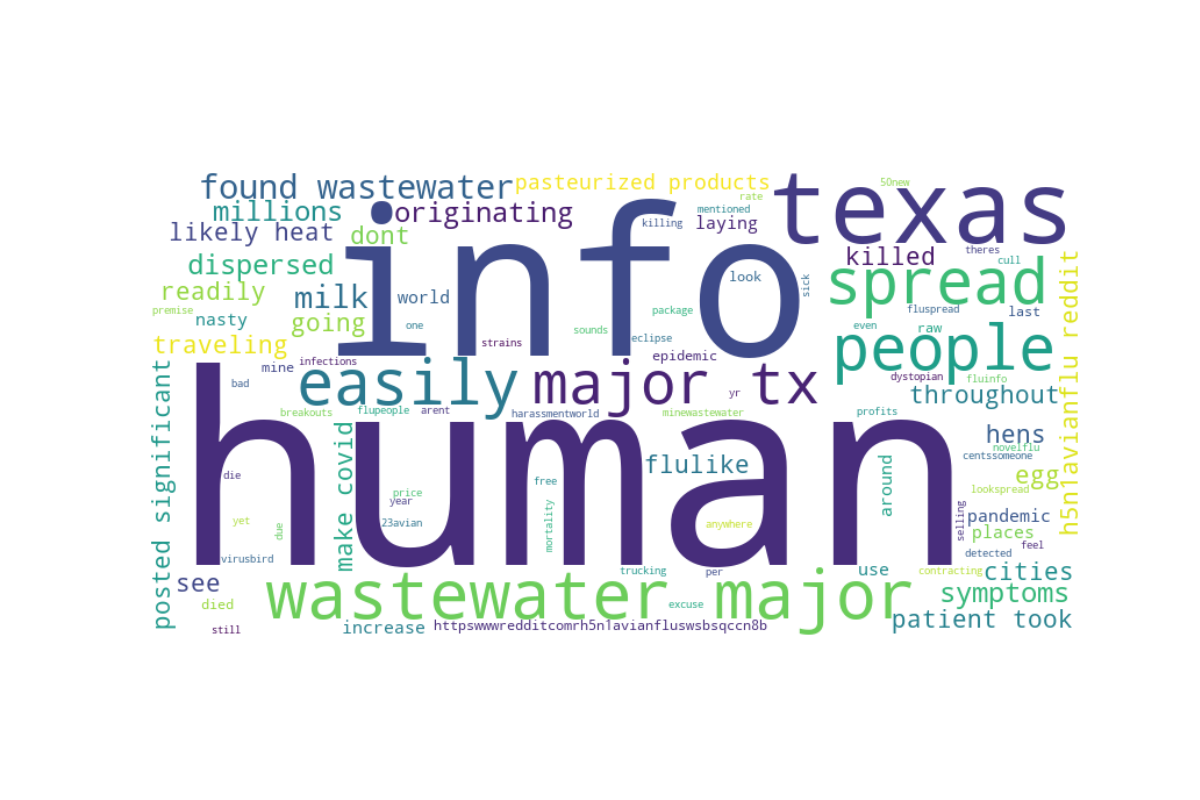 50new
found wastewater
pasteurized products
texas
rate
mentioned
millions
originating
killing
laying
likely heat
dont
info
killed
theres
cull
dispersed
look
sick
spread
h5n1avianflu reddit
readily
milk
world
package
fluspread
last
premise
nasty
going
one
sounds
eclipse
even
raw
traveling
strains
people
mine
infections
epidemic
dystopian
fluinfo
bad
easily
major tx
yr
throughout
posted significant
breakouts
flupeople
arent
harassmentworld
minewastewater
profits
human
make covid
hens
novelflu
flulike
centssomeone
die
free
around
egg
lookspread
price
year
mortality
selling
pandemic
yet
due
23avian
anywhere
places
feel
virusbird
detected
see
trucking
per
use
contracting
cities
wastewater major
symptoms
died
excuse
patient took
still
increase
httpswwwredditcomrh5n1avianfluswsbsqccn8b